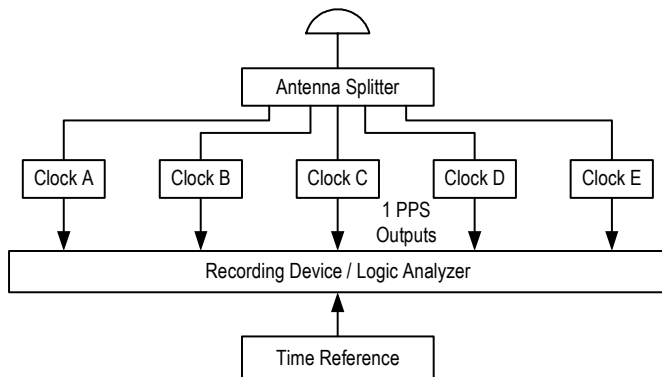 Antenna Splitter
Clock A
Clock B
Clock C
Clock D
Clock E
1 PPS
Outputs
Recording Device / Logic Analyzer
Time Reference